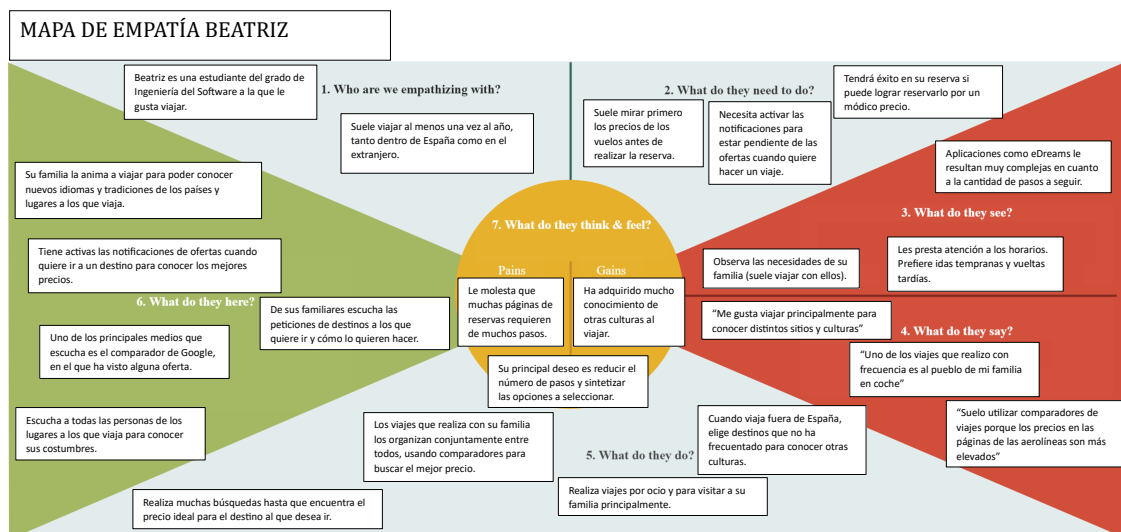 MAPA DE EMPATÍA BEATRIZ
1. Who are we empathizing with?
Beatriz es una estudiante del grado de
Ingeniería del Software a la que le
gusta viajar.
Suele viajar al menos una vez al año,
tanto dentro de España como en el
extranjero.
2. What do they need to do?
Suele mirar primero
los precios de los
vuelos antes de
realizar la reserva.
Necesita activar las
notificaciones para
estar pendiente de las
ofertas cuando quiere
hacer un viaje.
Tendrá éxito en su reserva si
puede lograr reservarlo por un
módico precio.
3. What do they see?
Aplicaciones como eDreams le
resultan muy complejas en cuanto
a la cantidad de pasos a seguir.
Les presta atención a los horarios.
Prefiere idas tempranas y vueltas
tardías.
Observa las necesidades de su
familia (suele viajar con ellos).
4. What do they say?
“Me gusta viajar principalmente para
conocer distintos sitios y culturas”
“Uno de los viajes que realizo con
frecuencia es al pueblo de mi familia
en coche”
“Suelo utilizar comparadores de
viajes porque los precios en las
páginas de las aerolíneas son más
elevados”
5. What do they do?
Cuando viaja fuera de España,
elige destinos que no ha
frecuentado para conocer otras
culturas.
Los viajes que realiza con su familia
los organizan conjuntamente entre
todos, usando comparadores para
buscar el mejor precio.
Realiza viajes por ocio y para visitar a su
familia principalmente.
Realiza muchas búsquedas hasta que encuentra el
precio ideal para el destino al que desea ir.
6. What do they here?
Su familia la anima a viajar para poder conocer
nuevos idiomas y tradiciones de los países y
lugares a los que viaja.
Tiene activas las notificaciones de ofertas cuando
quiere ir a un destino para conocer los mejores
precios.
De sus familiares escucha las
peticiones de destinos a los que
quiere ir y cómo lo quieren hacer.
Uno de los principales medios que
escucha es el comparador de Google,
en el que ha visto alguna oferta.
Escucha a todas las personas de los
lugares a los que viaja para conocer
sus costumbres.
7. What do they think & feel?
Pains
Le molesta que
muchas páginas de
reservas requieren
de muchos pasos.
Gains
Ha adquirido mucho
conocimiento de
otras culturas al
viajar.
Su principal deseo es reducir el
número de pasos y sintetizar
las opciones a seleccionar.